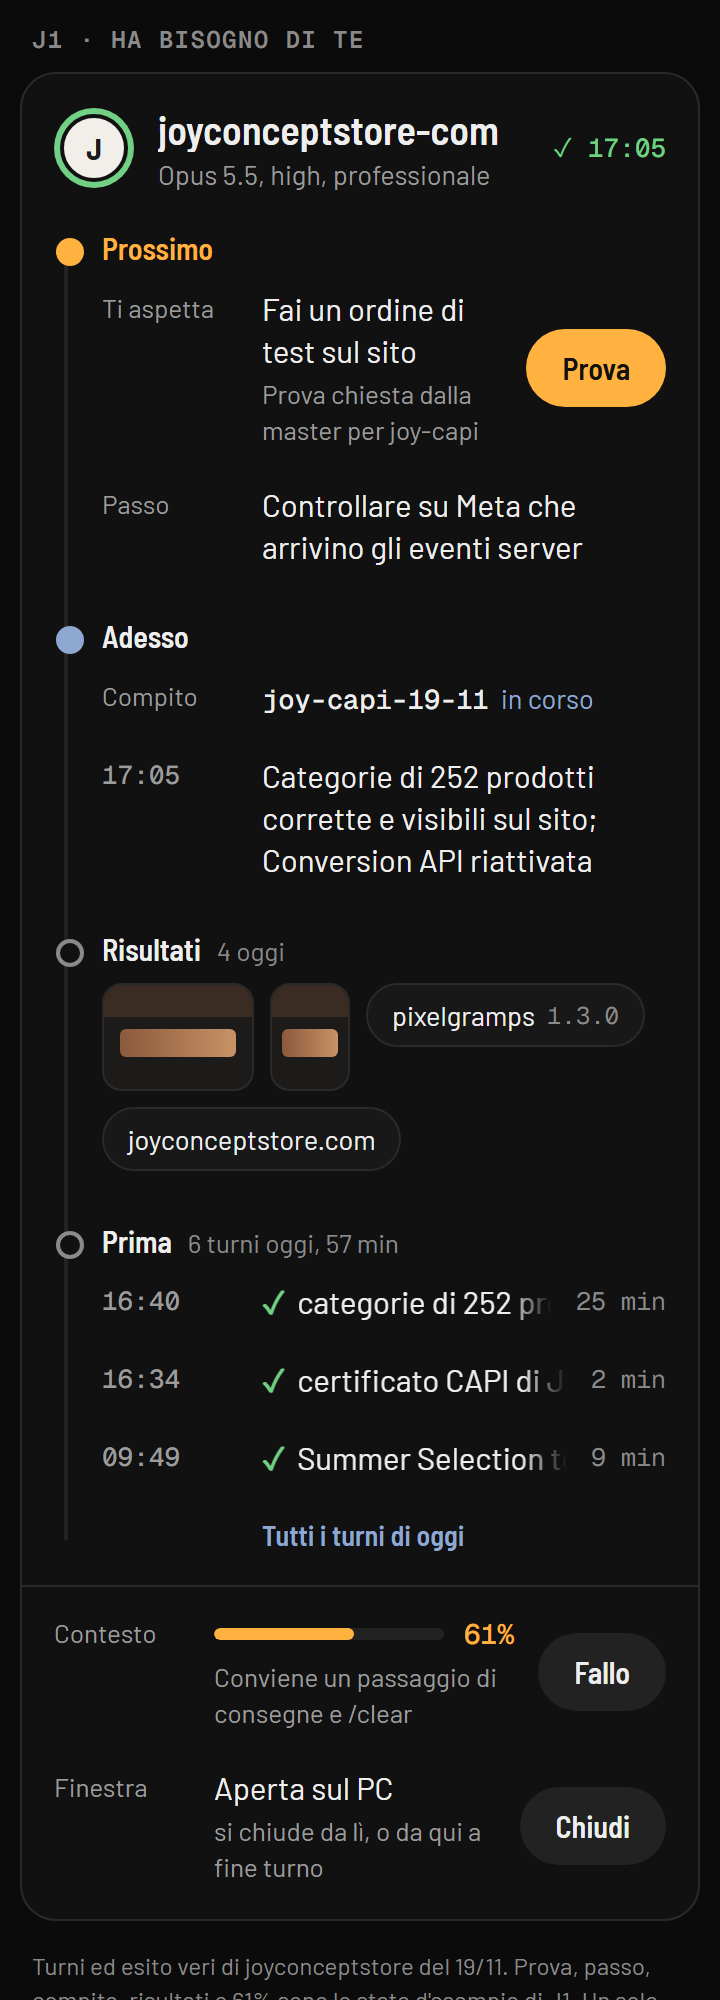 J1 · HA BISOGNO DI TE
J
joyconceptstore-com
✓ 17:05
Opus 5.5, high, professionale
Prossimo
Ti aspetta
Fai un ordine di
test sul sito
Prova
Prova chiesta dalla
master per joy-capi
Passo
Controllare su Meta che
arrivino gli eventi server
Adesso
Compito
joy-capi-19-11 in corso
17:05
Categorie di 252 prodotti
corrette e visibili sul sito;
Conversion API riattivata
Risultati 4 oggi
pixelgramps 1.3.0
joyconceptstore.com
Prima 6 turni oggi, 57 min
16:40 ✓ categorie di 252 25 min
16:34 ✓ certificato CAPI di J 2 min
09:49 ✓ Summer Selection 9 min
Tutti i turni di oggi
Contesto
61%
Conviene un passaggio di
consegne e /clear
Fallo
Finestra
Aperta sul PC
si chiude da lì, o da qui a
fine turno
Chiudi
Turni ed esito veri di joyconceptstore del 19/11. Prova, passo,